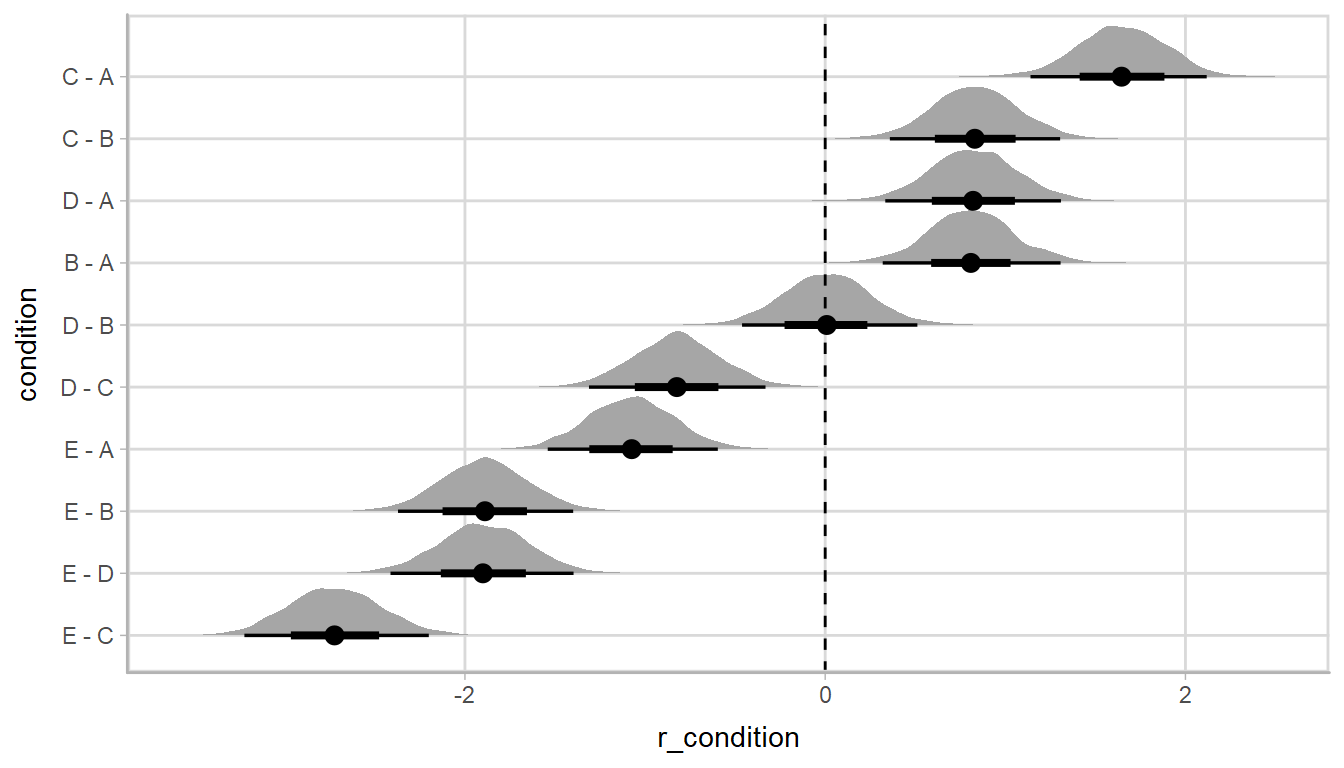 C - A
C - B
D - A
B - A
D - B
D - C
E - A
E - B
E - D
E - C
condition
-2 0 2
r_condition